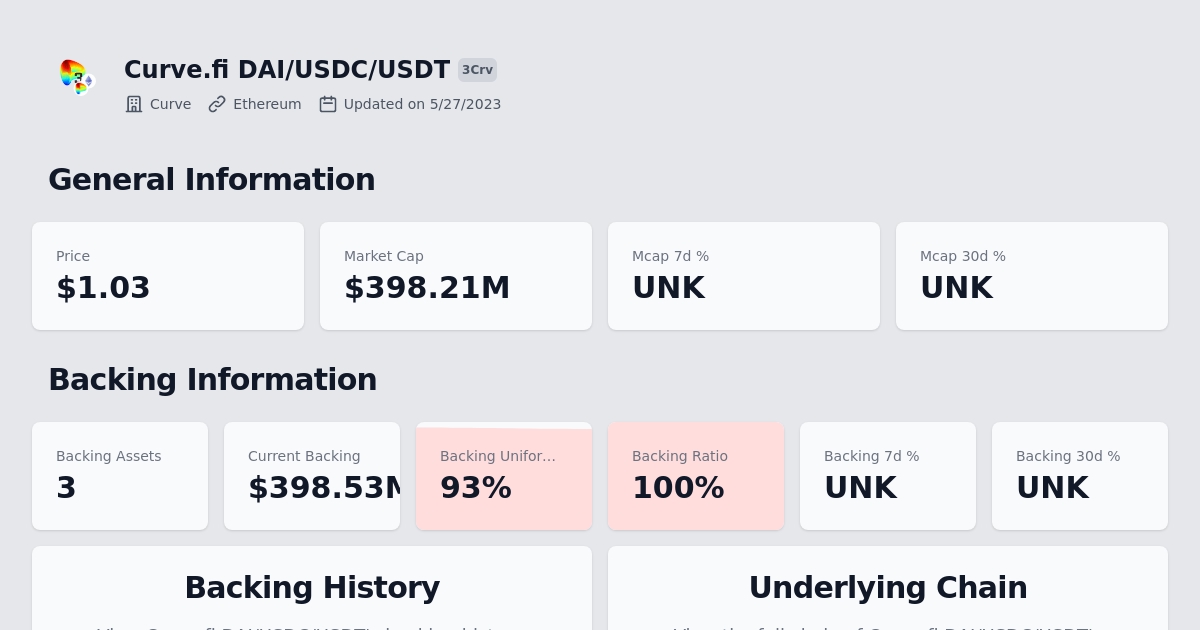 Curve.fi DAI/USDC/USDT 3Crv
Curve Ethereum Updated on 5/27/2023
General Information
Price Market Cap Mcap 7d % Mcap 30d %
$1.03 $398.21M UNK UNK
Backing Information
Backing Assets Current Backing Backing Unifor... Backing Ratio Backing 7d % Backing 30d %
3 $398.53M 93% 100% UNK UNK
Backing History Underlying Chain